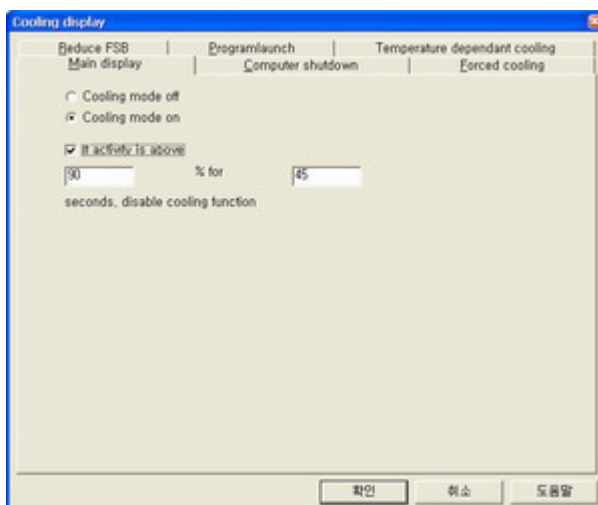 Cooling display
Reduce FSB Programlaunch Temperature dependant cooling
Main display Computer shutdown Forced cooling
Cooling mode off
Cooling mode on
If activity is above
90 % for 45
seconds, disable cooling function
확인 취소 도움말